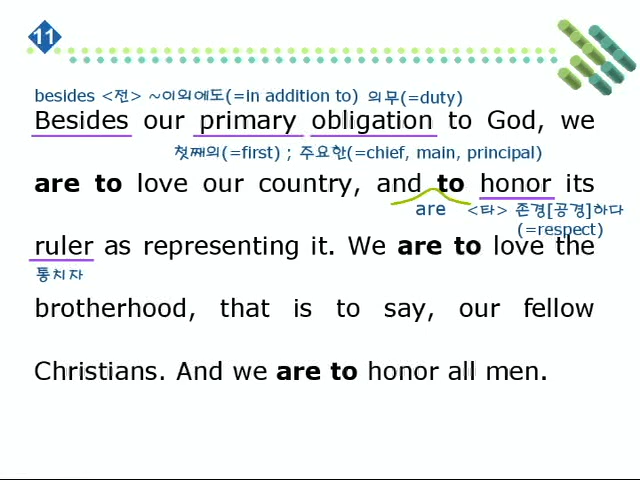 11
besides <전> ~이외에도(=in addition to) 의무(=duty)
Besides our primary obligation to God, we
첫째의(=first) ; 주요한(=chief, main, principal)
are to love our country, and to honor its
are <타> 존경[공경]하다
(=respect)
ruler as representing it. We are to love the
통치자
brotherhood, that is to say, our fellow
Christians. And we are to honor all men.